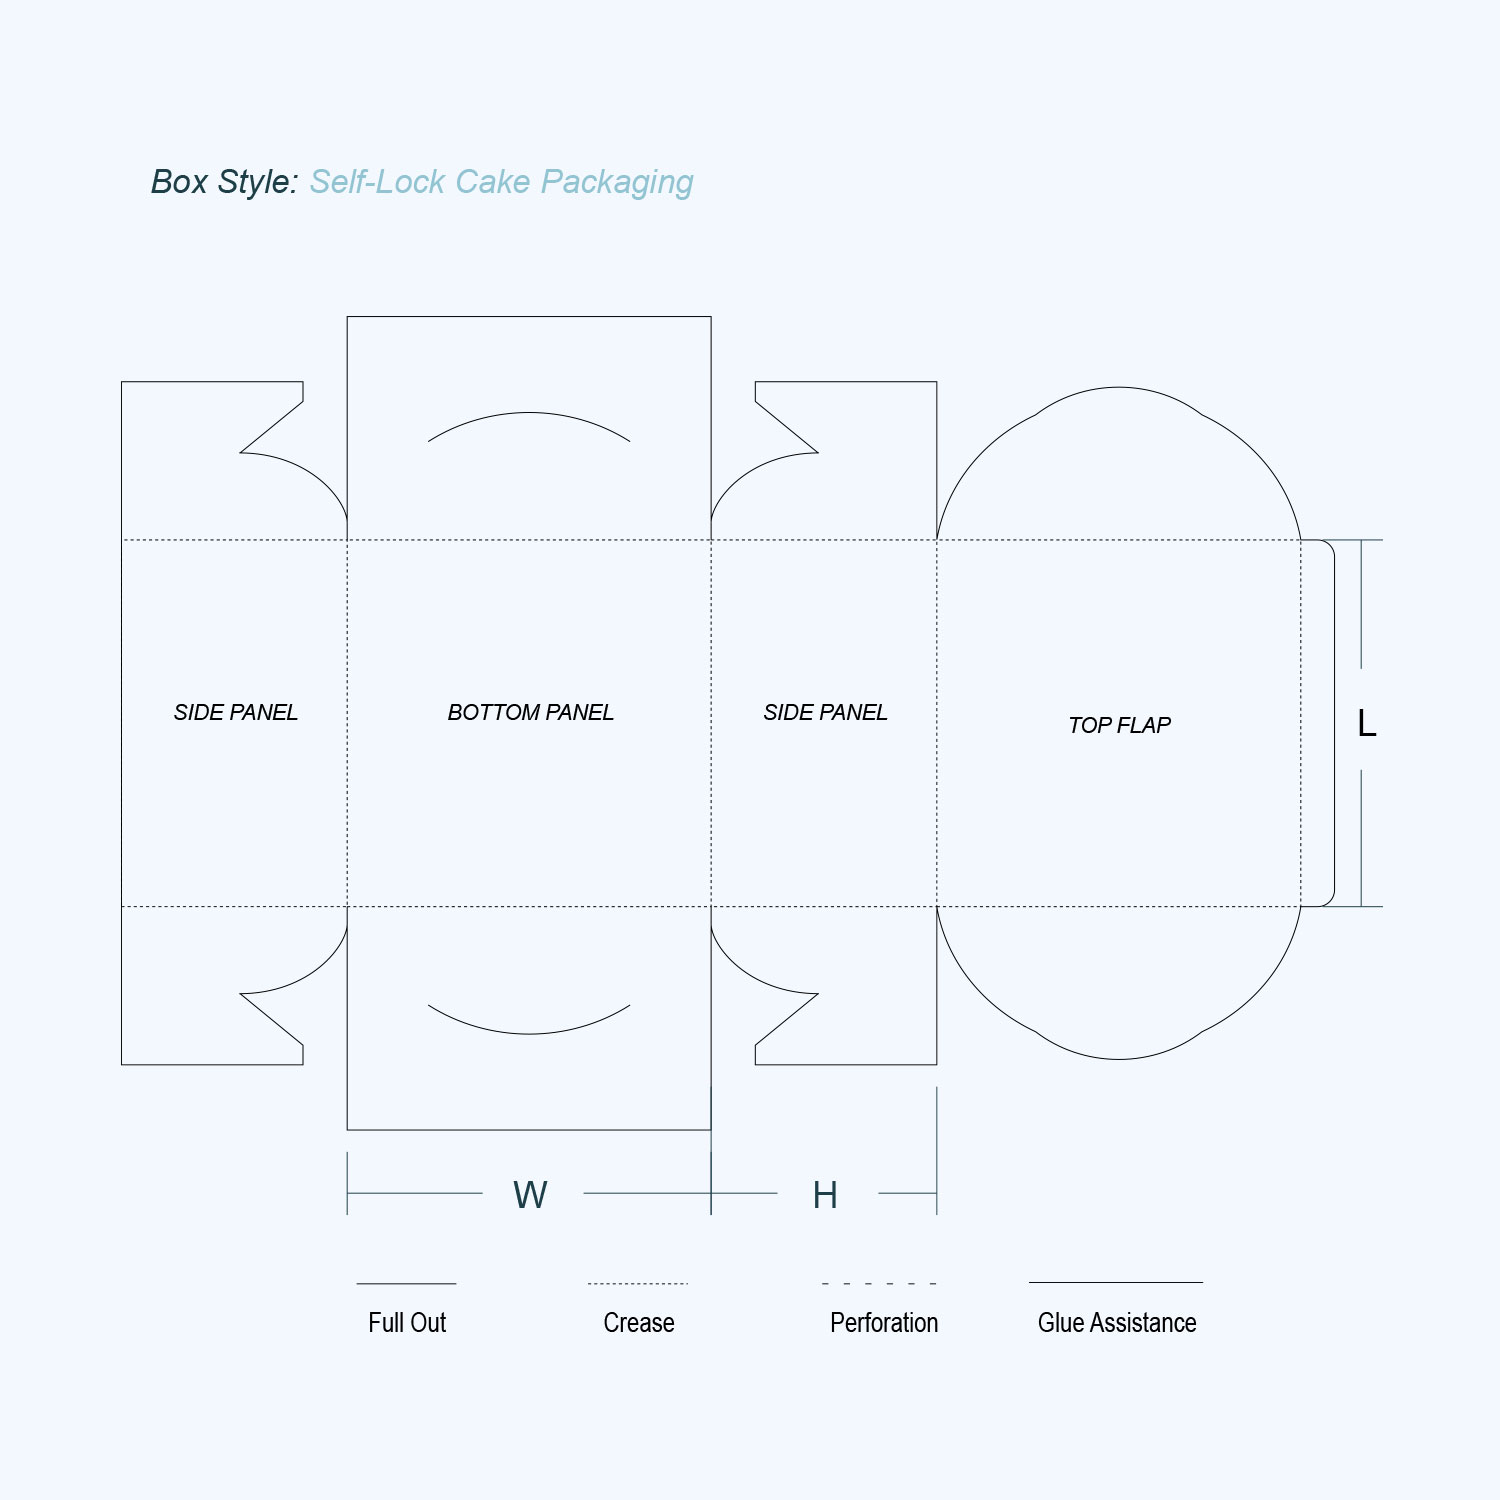 Box Style: Self-Lock Cake Packaging
SIDE PANEL
BOTTOM PANEL
SIDE PANEL
TOP FLAP
L
W
H
Full Out
Crease
Perforation
Glue Assistance